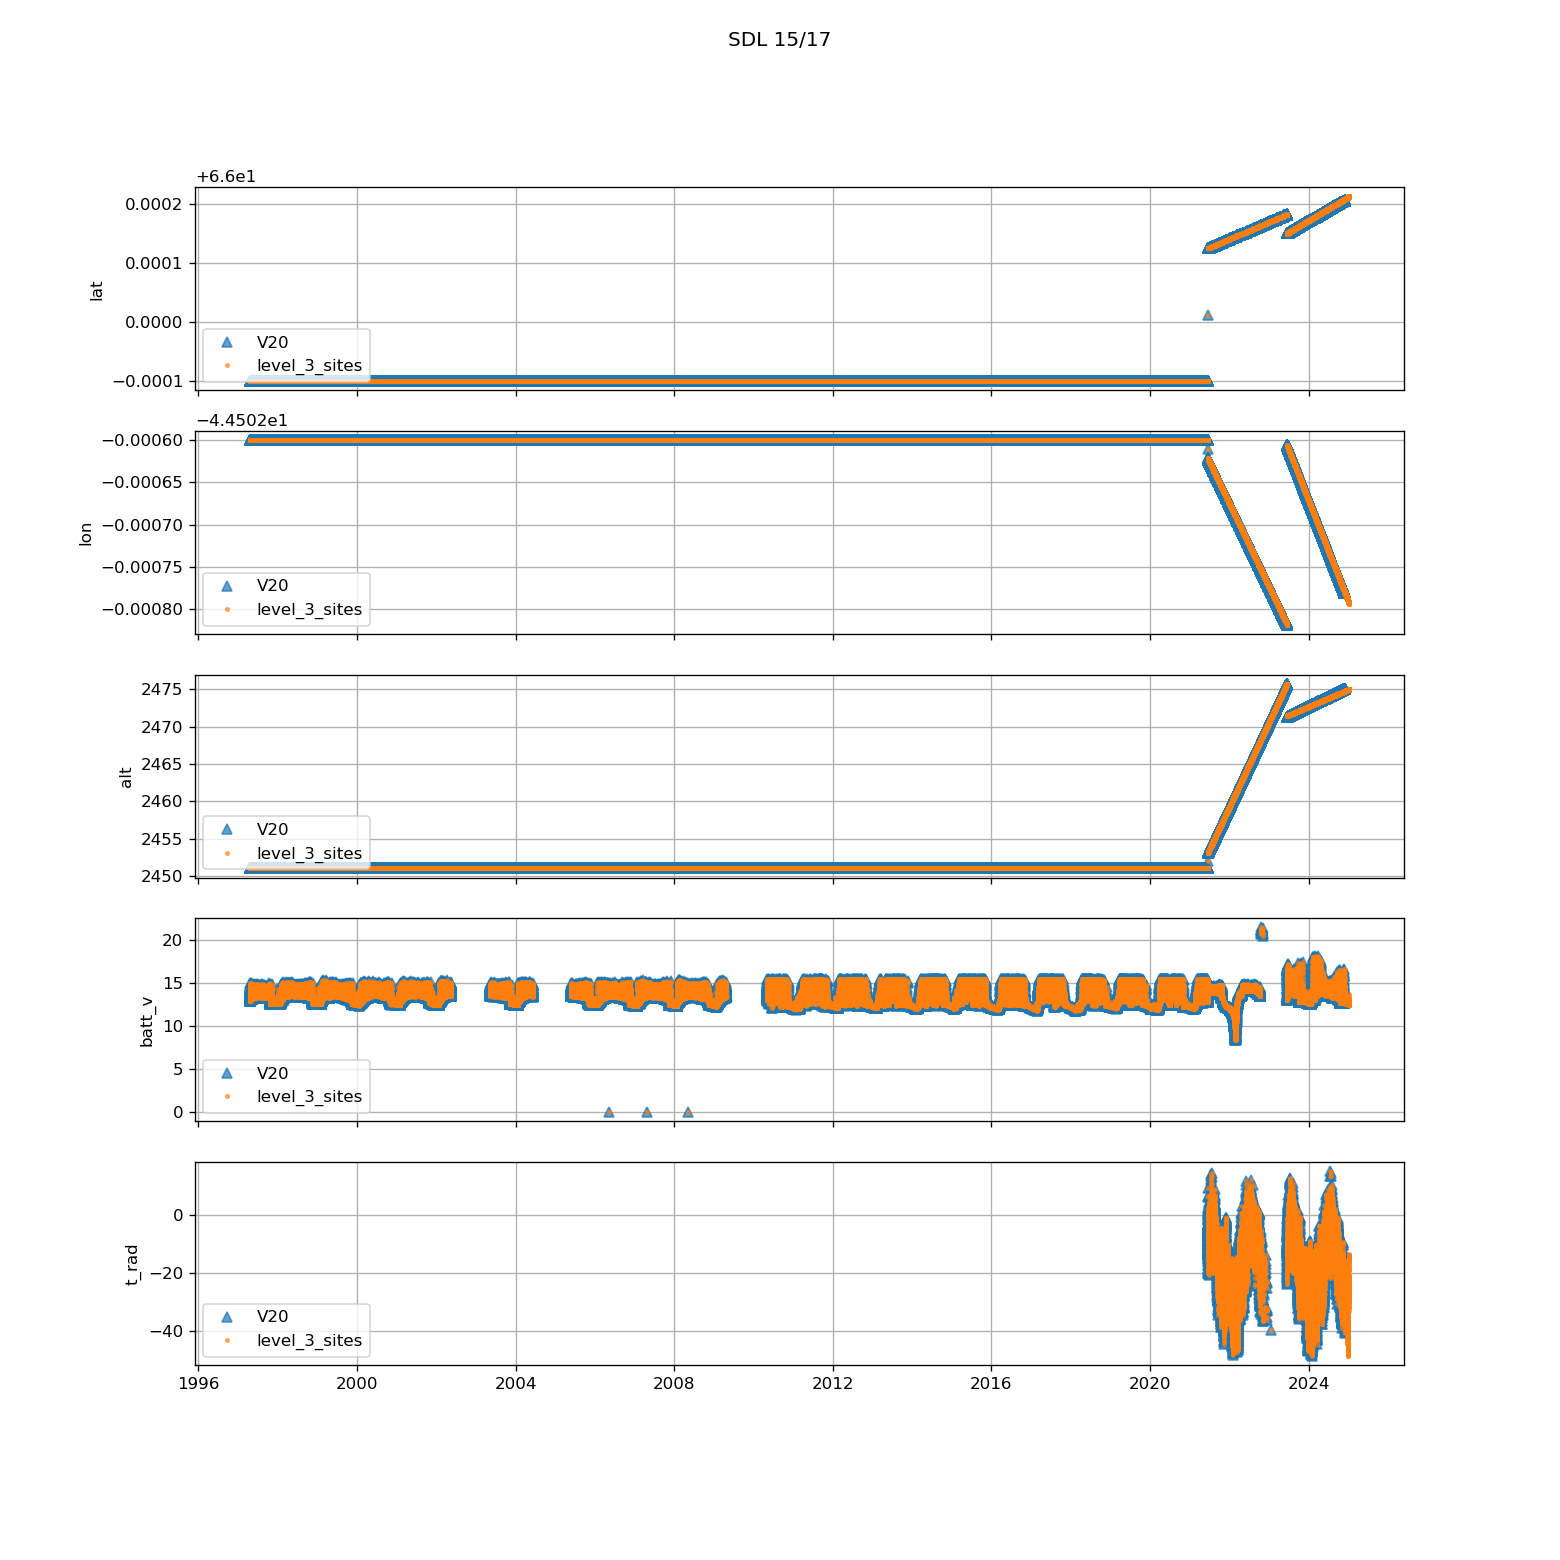 SDL 15/17
+6.6e1
0.0002
0.0001
0.0000
−0.0001
lat
V20
level_3_sites
−4.4502e1
−0.00060
−0.00065
−0.00070
−0.00075
−0.00080
lon
V20
level_3_sites
2475
2470
2465
2460
2455
2450
alt
V20
level_3_sites
20
15
10
5
0
batt_v
V20
level_3_sites
0
−20
−40
t_rad
V20
level_3_sites
1996 2000 2004 2008 2012 2016 2020 2024